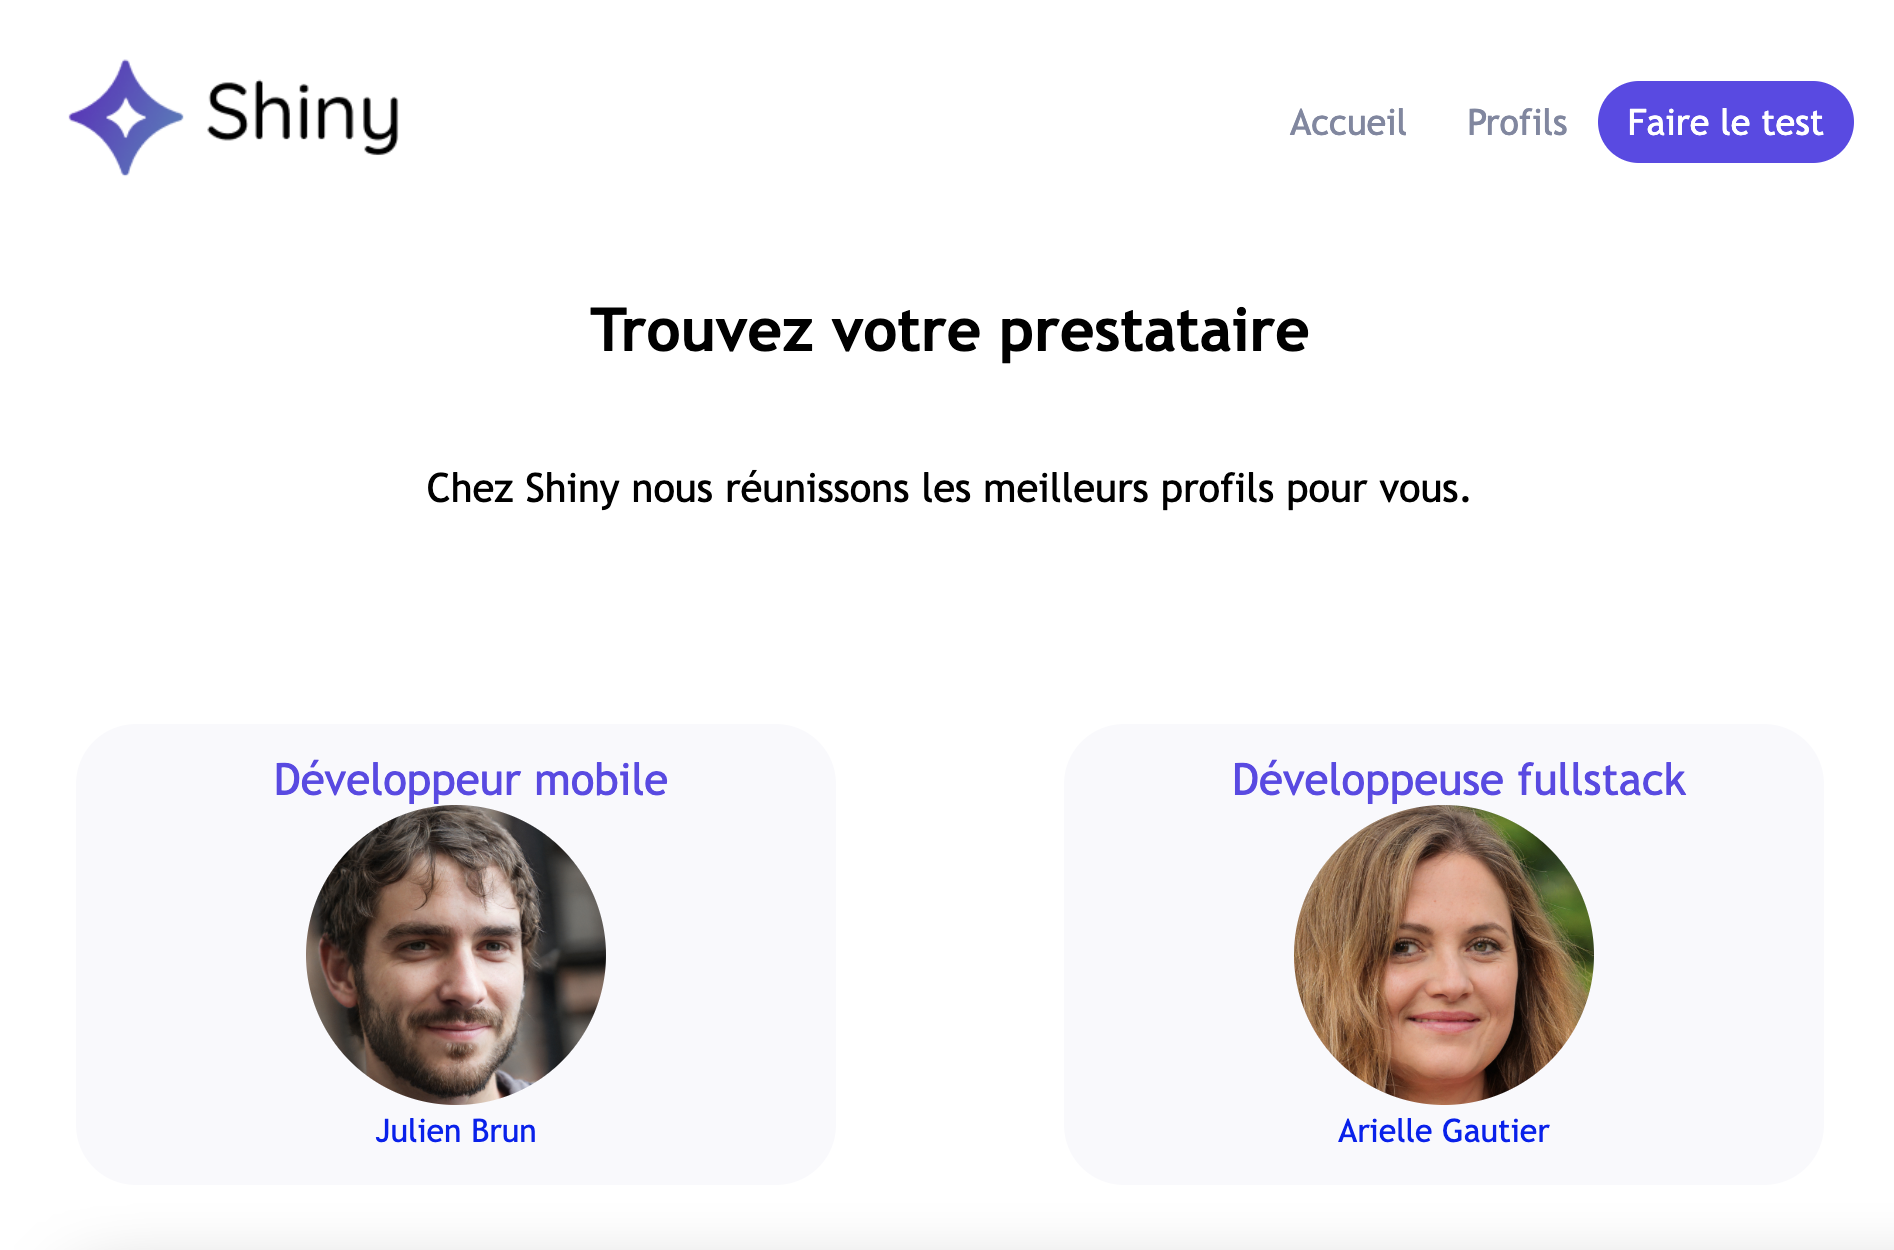 Shiny
Accueil Profils Faire le test
Trouvez votre prestataire
Chez Shiny nous réunissons les meilleurs profils pour vous.
Développeur mobile
Julien Brun
Développeuse fullstack
Arielle Gautier